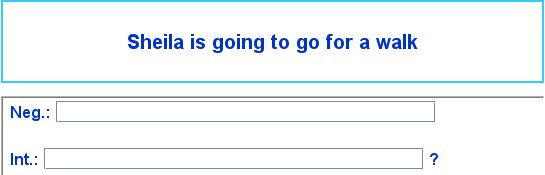 Sheila is going to go for a walk
Neg.:
Int.: ?